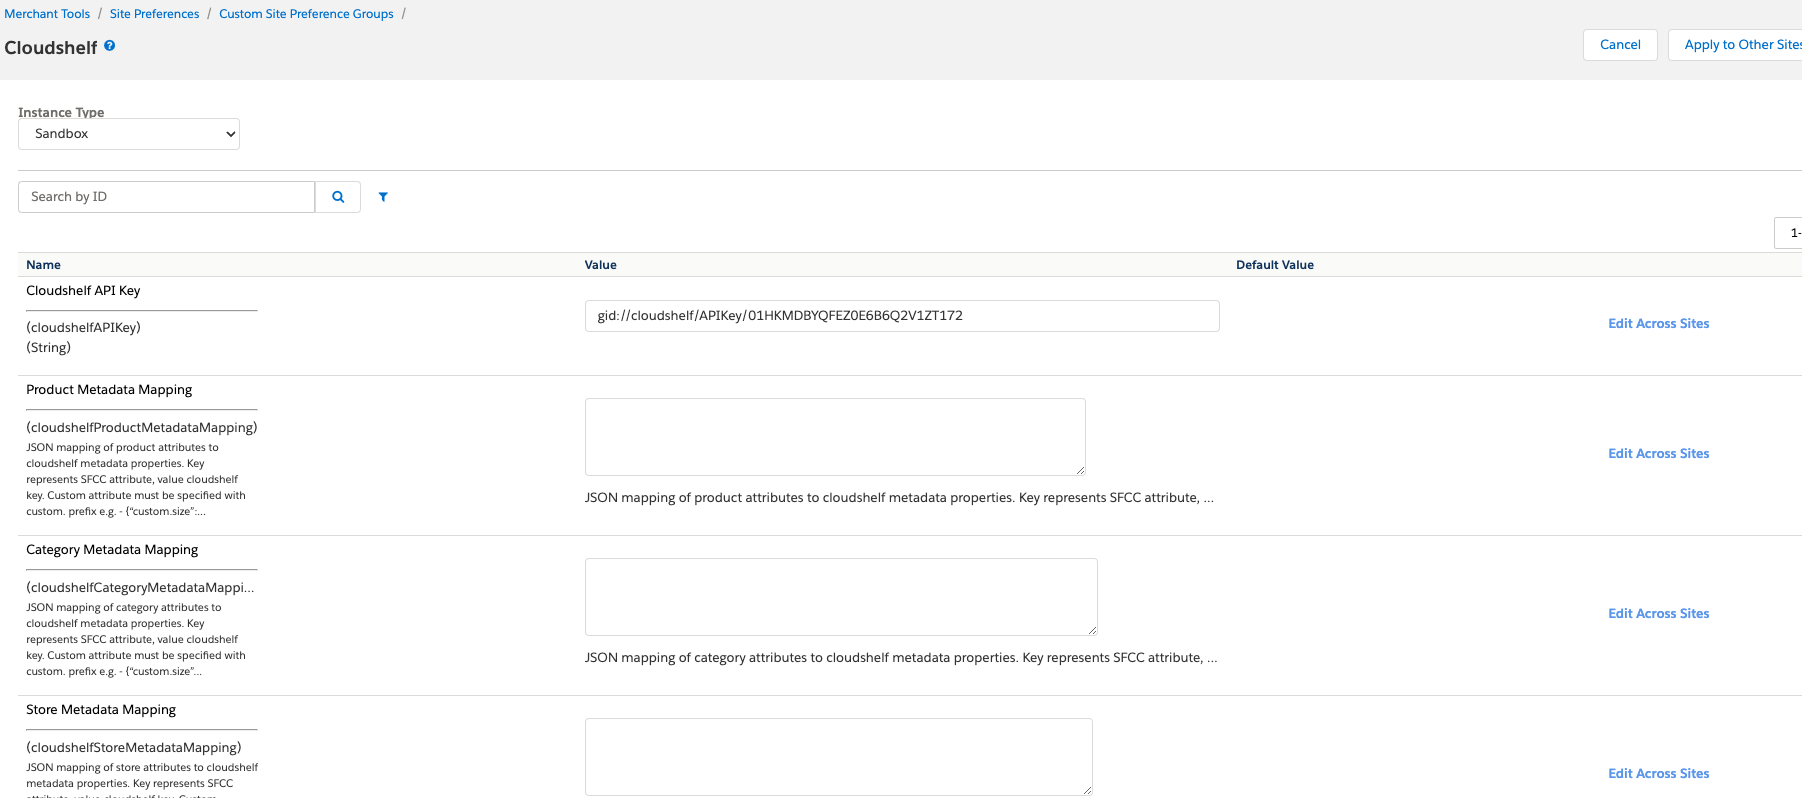 Merchant Tools / Site Preferences / Custom Site Preference Groups /
Cloudshelf ?
Cancel
Apply to Other Sites
Instance Type
Sandbox
Search by ID
1-
Name
Value
Default Value
Cloudshelf API Key
(cloudshelfAPIKey)
(String)
gid://cloudshelf/APIKey/01HKMDBYQFEZ0E6B6Q2V1ZT172
Edit Across Sites
Product Metadata Mapping
(cloudshelfProductMetadataMapping)
JSON mapping of product attributes to
cloudshelf metadata properties. Key
represents SFCC attribute, value cloudshelf
key. Custom attribute must be specified with
custom. prefix e.g. - {“custom.size”:...
JSON mapping of product attributes to cloudshelf metadata properties. Key represents SFCC attribute, ...
Edit Across Sites
Category Metadata Mapping
(cloudshelfCategoryMetadataMappi...
JSON mapping of category attributes to
cloudshelf metadata properties. Key
represents SFCC attribute, value cloudshelf
key. Custom attribute must be specified with
custom. prefix e.g. - {“custom.size”...
JSON mapping of category attributes to cloudshelf metadata properties. Key represents SFCC attribute, ...
Edit Across Sites
Store Metadata Mapping
(cloudshelfStoreMetadataMapping)
JSON mapping of store attributes to cloudshelf
metadata properties. Key represents SFCC
attribute, value cloudshelf key. Custom
Edit Across Sites